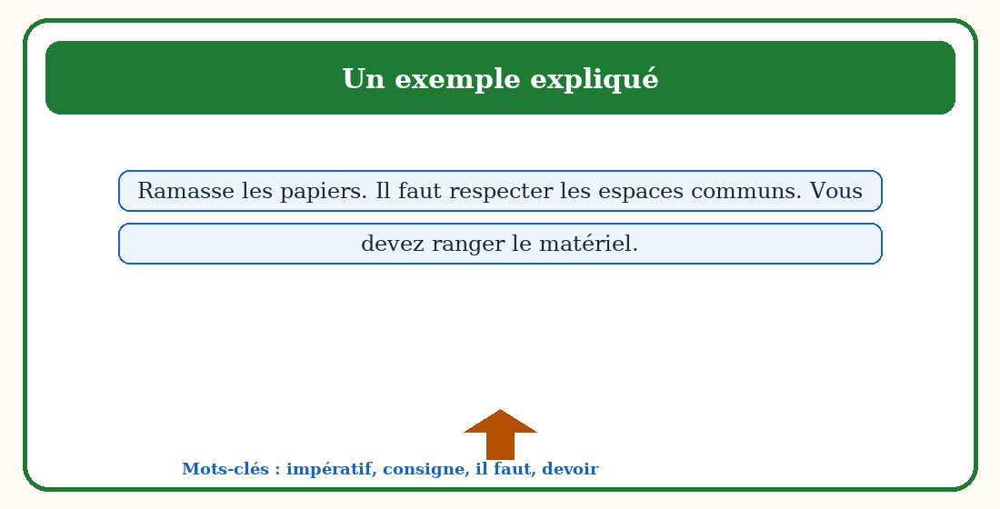 Un exemple expliqué
Ramasse les papiers. Il faut respecter les espaces communs. Vous
devez ranger le matériel.
Mots-clés : impératif, consigne, il faut, devoir